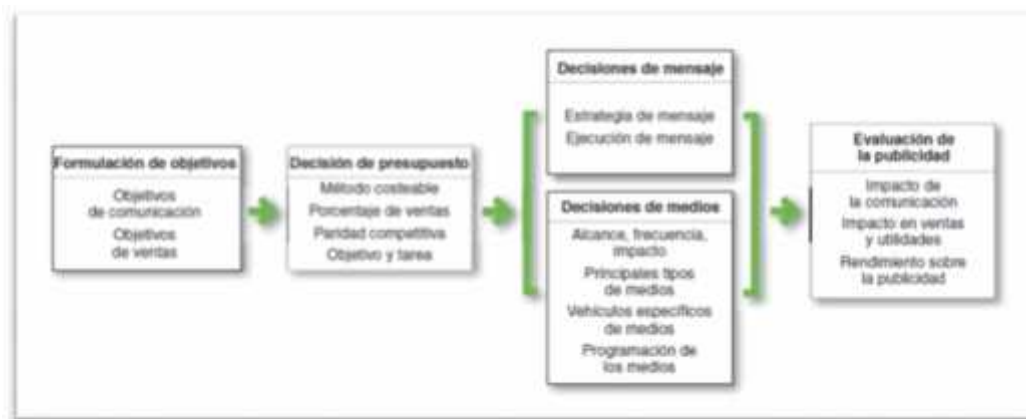 Formulación de objetivos
Objetivos
de comunicación
Objetivos
de ventas
Decisión de presupuesto
Método costeable
Porcentaje de ventas
Paridad competitiva
Objetivo y tarea
Decisiones de mensaje
Estrategia de mensaje
Ejecución de mensaje
Decisiones de medios
Alcance, frecuencia,
impacto
Principales tipos
de medios
Vehículos específicos
de medios
Programación de
los medios
Evaluación de
la publicidad
Impacto de
la comunicación
Impacto en ventas
y utilidades
Rendimiento sobre
la publicidad